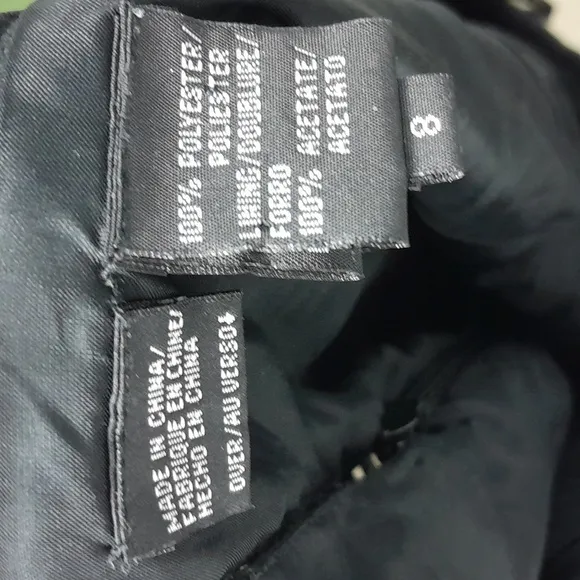 100% POLYESTER/
POLIESTER
LINING/DOUBLURE/
FORRO
100% ACETATE/
ACETATO
8
MADE IN CHINA/
FABRIQUE EN CHINE/
HECHO EN CHINA
OVER/AU VERSO